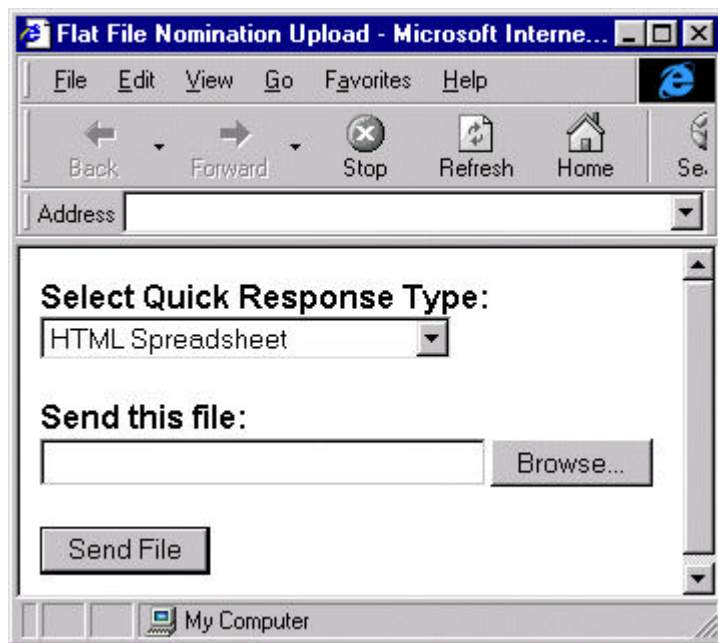 Flat File Nomination Upload - Microsoft Interne...
File Edit View Go Favorites Help
Back Forward Stop Refresh Home Se
Address
Select Quick Response Type:
HTML Spreadsheet
Send this file:
Browse...
Send File
My Computer